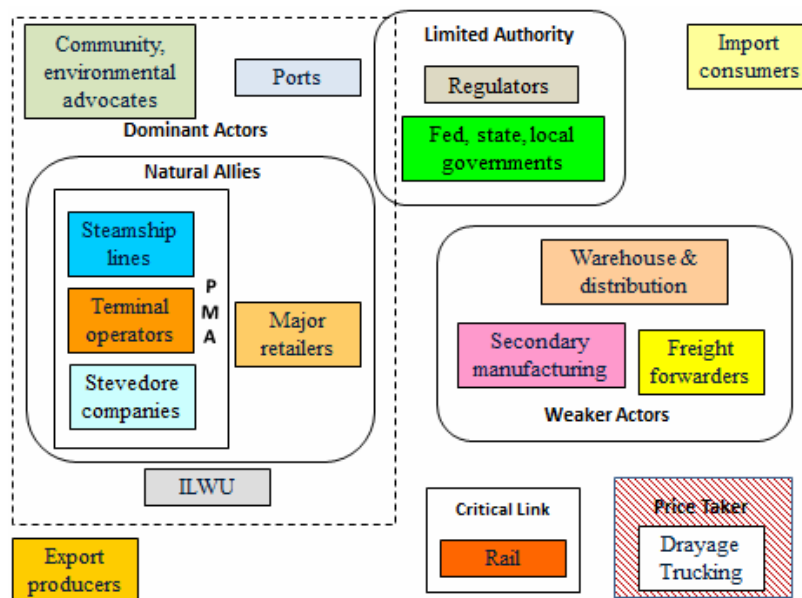 Community,
environmental
advocates
Ports
Dominant Actors
Limited Authority
Regulators
Fed, state, local
governments
Import
consumers
Natural Allies
Steamship
lines
Terminal
operators
Stevedore
companies
P
M
A
Major
retailers
ILWU
Warehouse &
distribution
Secondary
manufacturing
Freight
forwarders
Weaker Actors
Export
producers
Critical Link
Rail
Price Taker
Drayage
Trucking